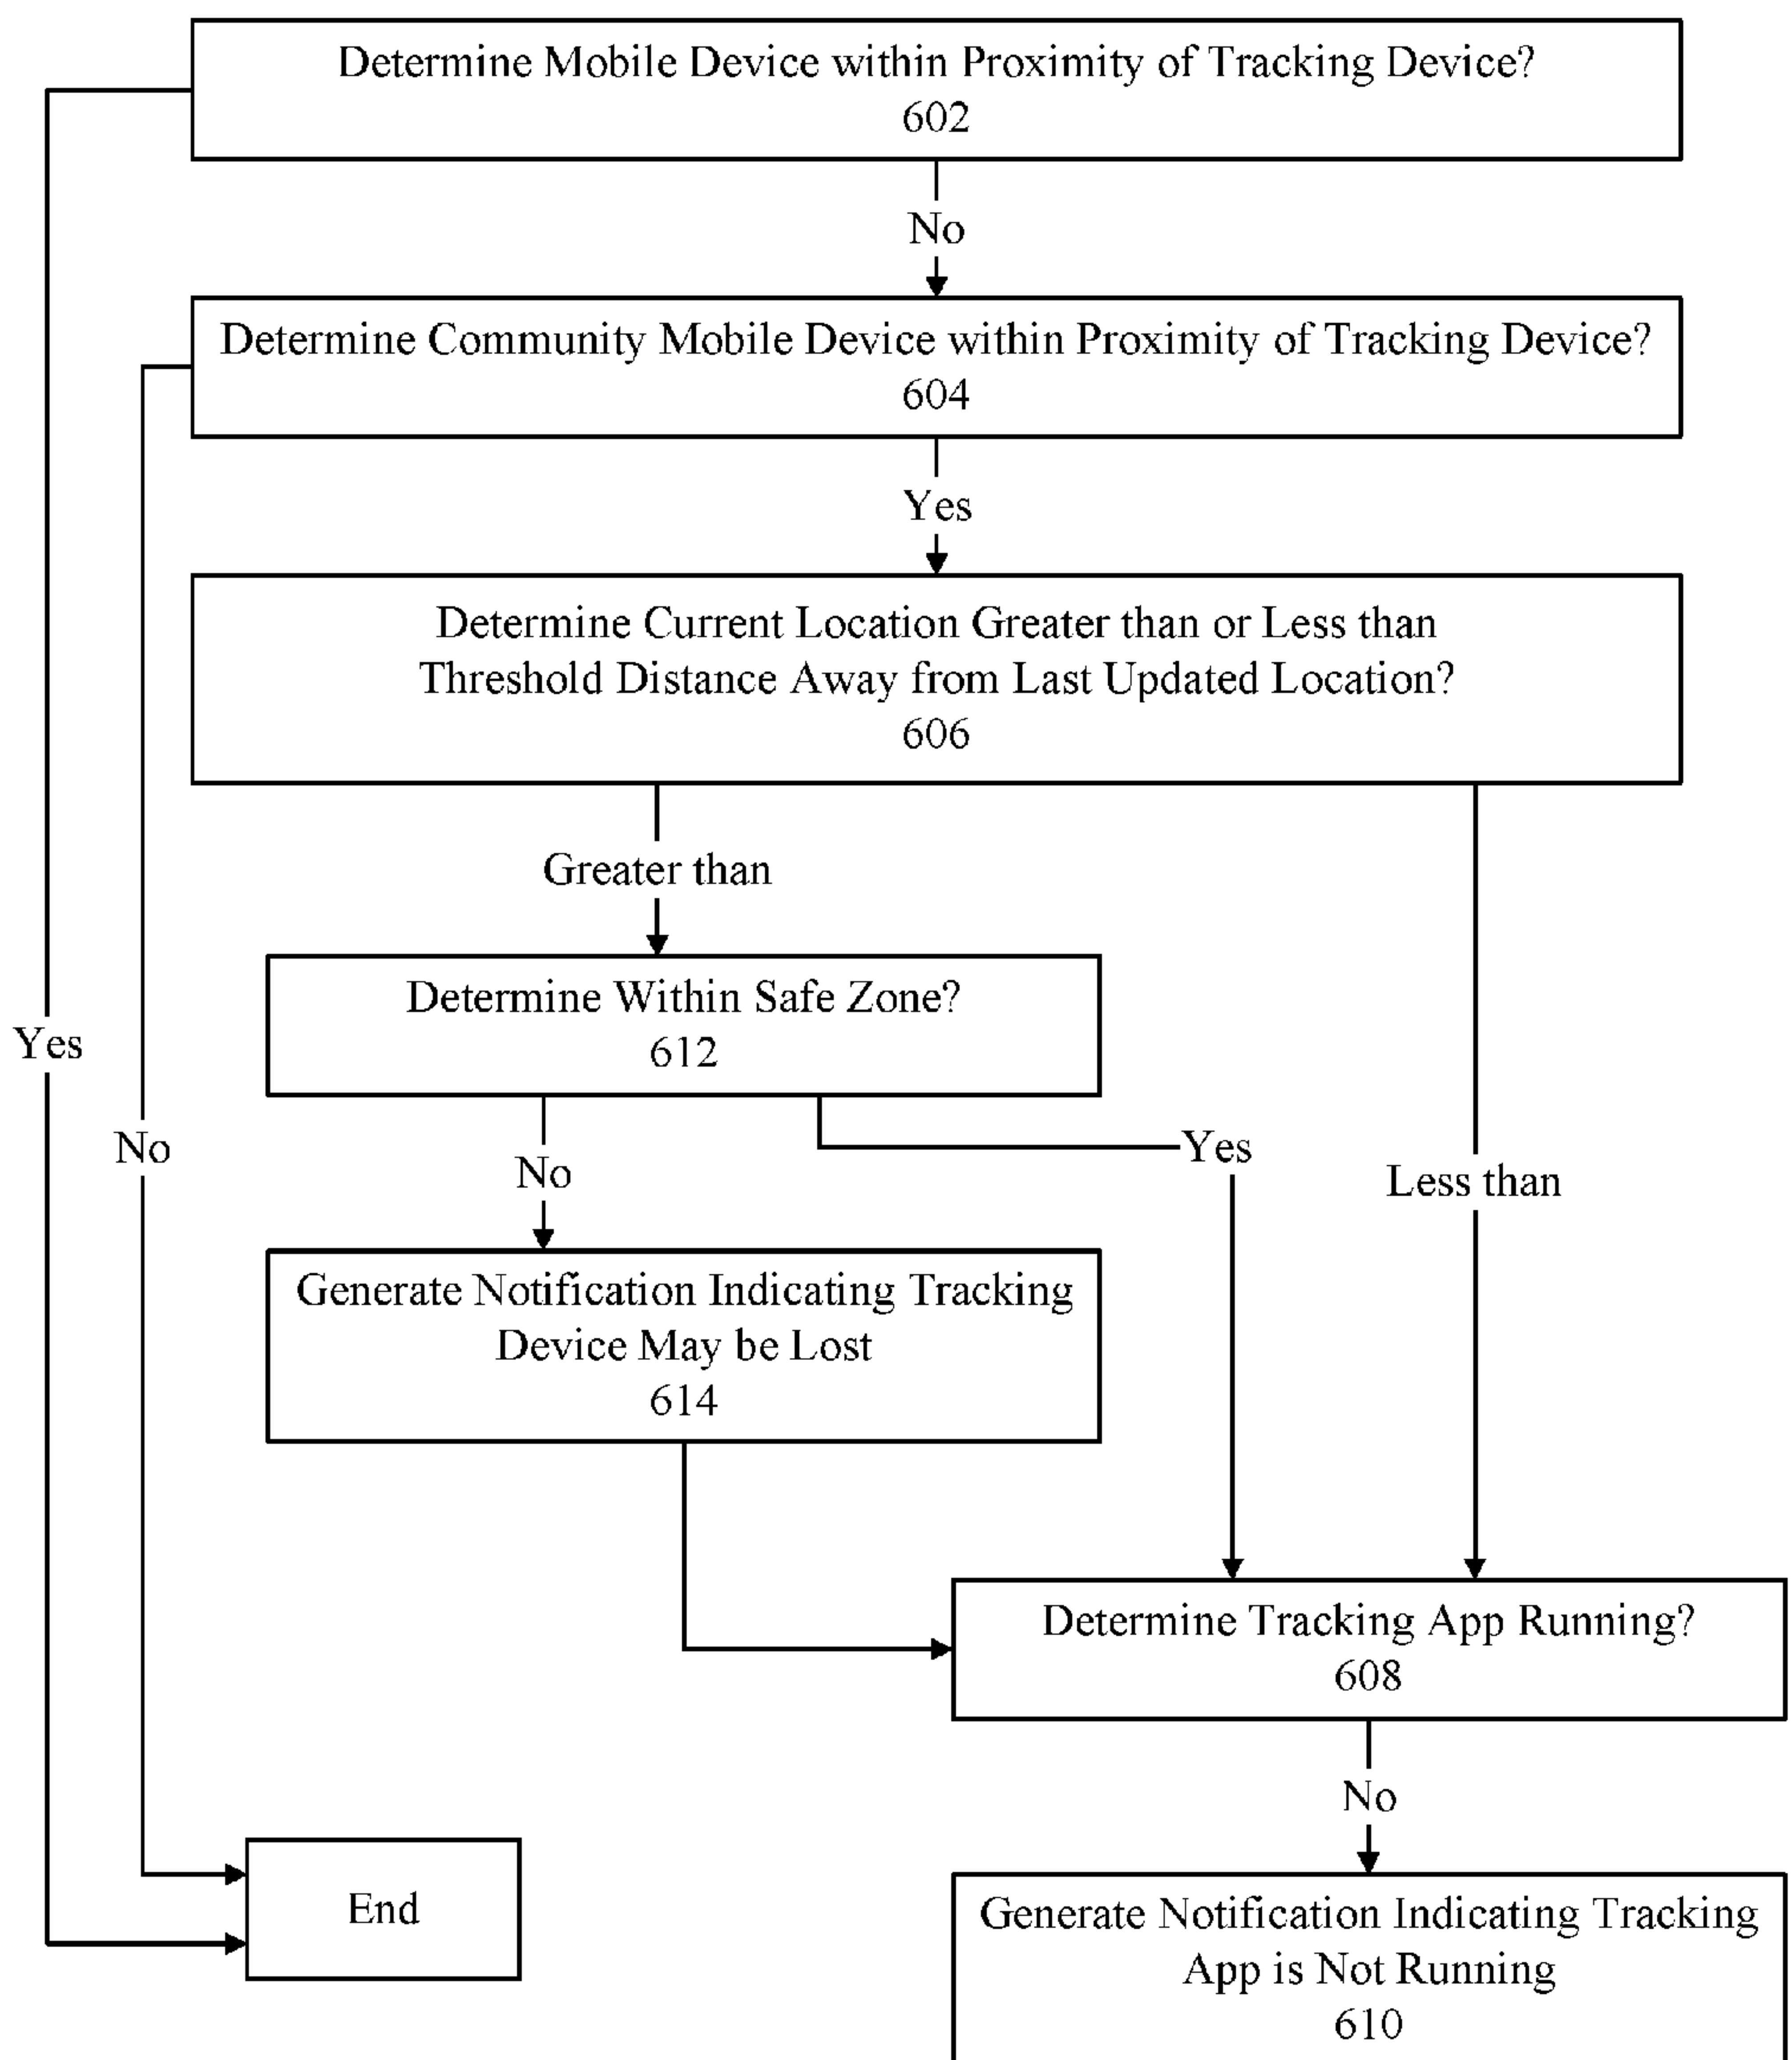 Determine Mobile Device within Proximity of Tracking Device?
602
No
Determine Community Mobile Device within Proximity of Tracking Device?
604
Yes
Determine Current Location Greater than or Less than
Threshold Distance Away from Last Updated Location?
606
Greater than
Determine Within Safe Zone?
612
Yes
No
No
Yes
Less than
Generate Notification Indicating Tracking
Device May be Lost
614
Determine Tracking App Running?
608
No
End
Generate Notification Indicating Tracking
App is Not Running
610